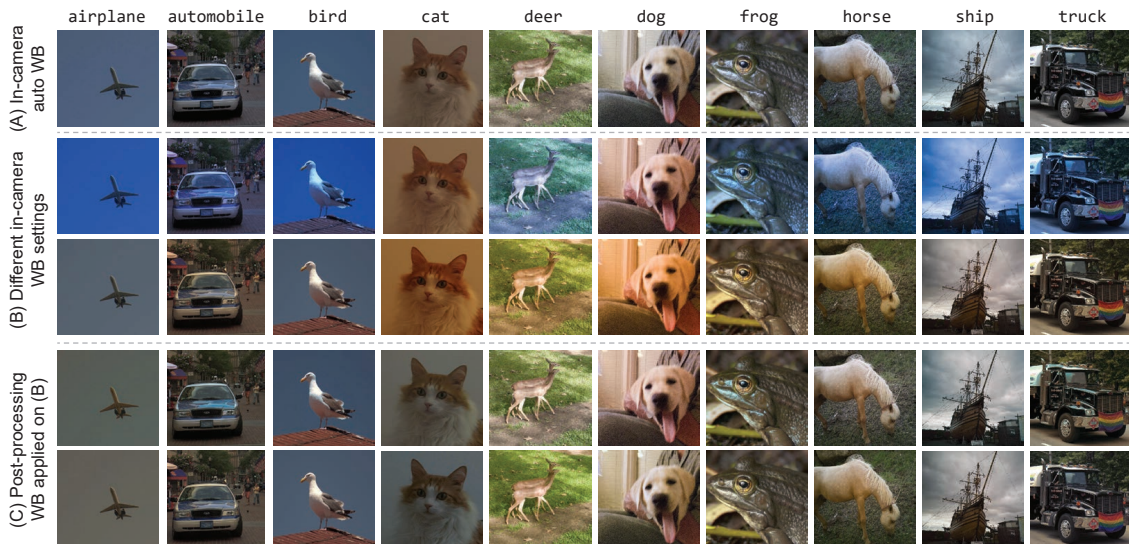 airplane automobile bird cat deer dog frog horse ship truck
(A) In-camera
auto WB
(B) Different in-camera
WB settings
(C) Post-processing
WB applied on (B)